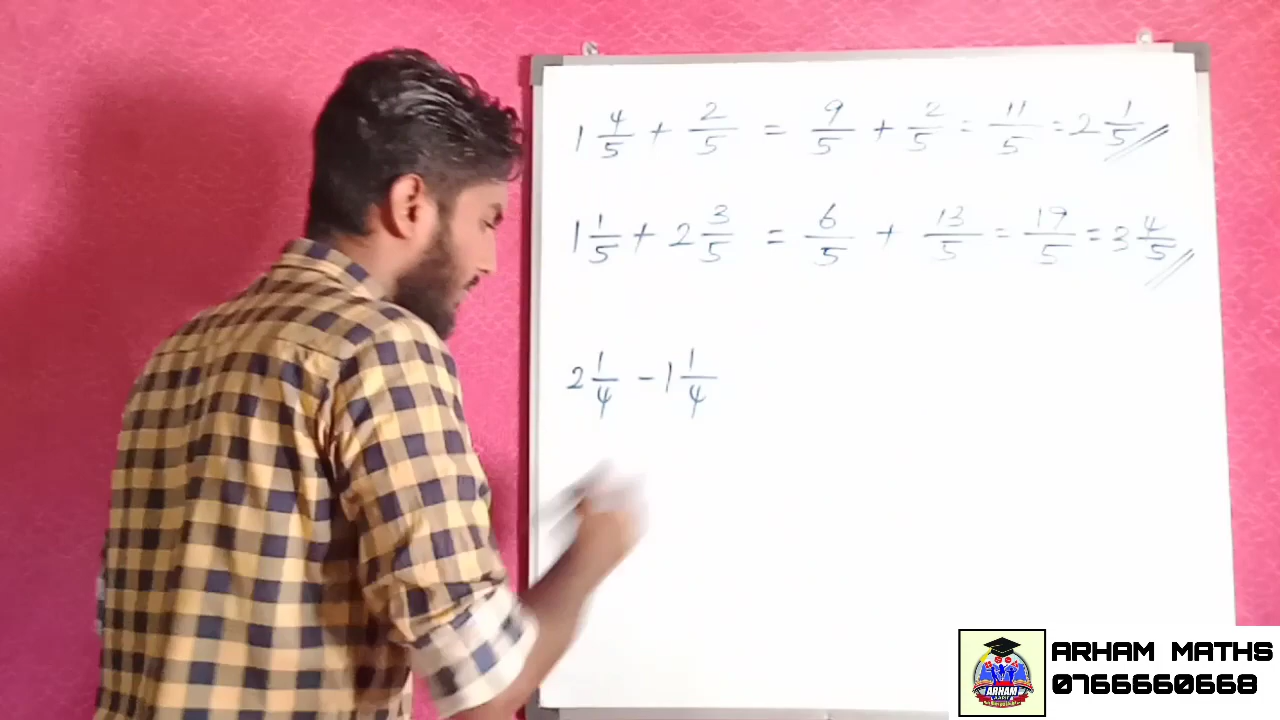 1 4/5 + 2/5 = 9/5 + 2/5 = 11/5 = 2 1/5
1 1/5 + 2 3/5 = 6/5 + 13/5 = 19/5 = 3 4/5
2 1/4 - 1 1/4
ARHAM MATHS
0766660668
ARHAM